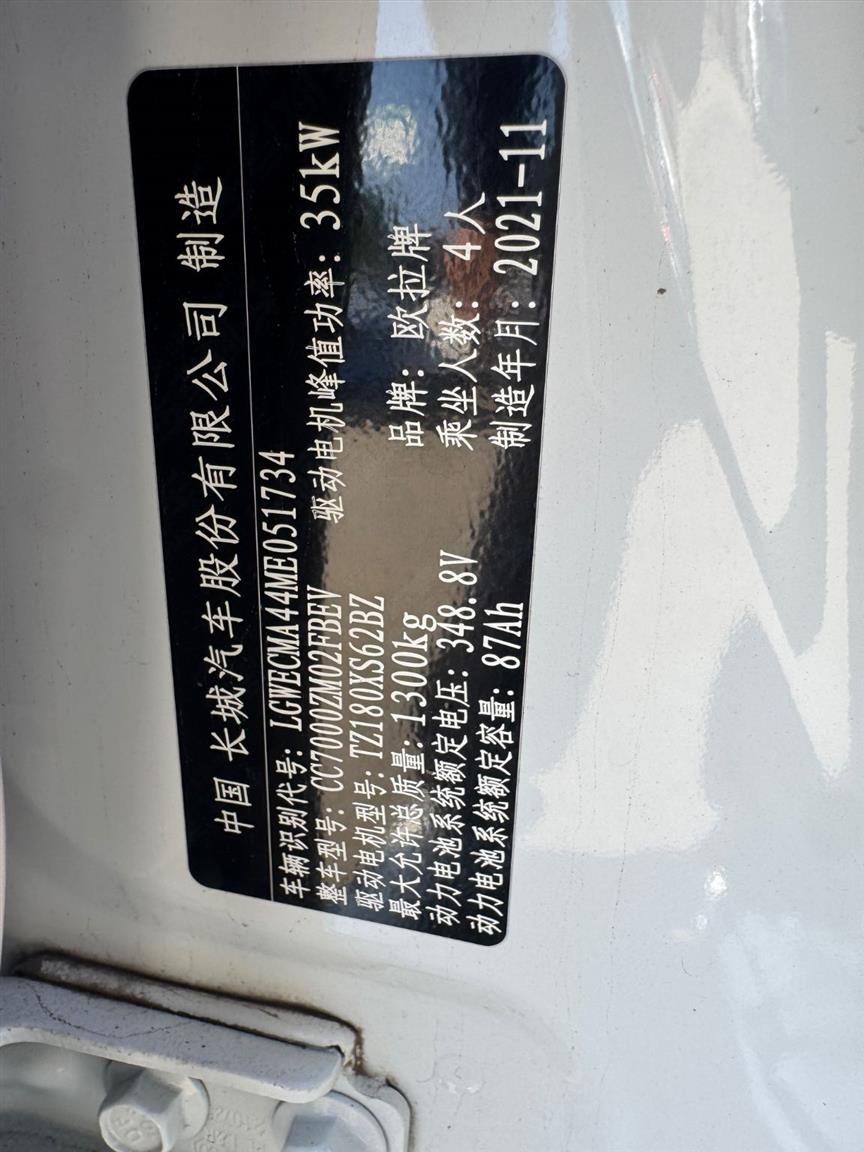 中国 长城汽车股份有限公司 制造
车辆识别代号: LGWECMA44ME051734
整车型号: CC7000ZM02FBEV 驱动电机峰值功率: 35kW
驱动电机型号: TZ180XS62BZ
最大允许总质量: 1300kg 品牌: 欧拉牌
动力电池系统额定电压: 348.8V 乘坐人数: 4人
动力电池系统额定容量: 87Ah 制造年月: 2021-11